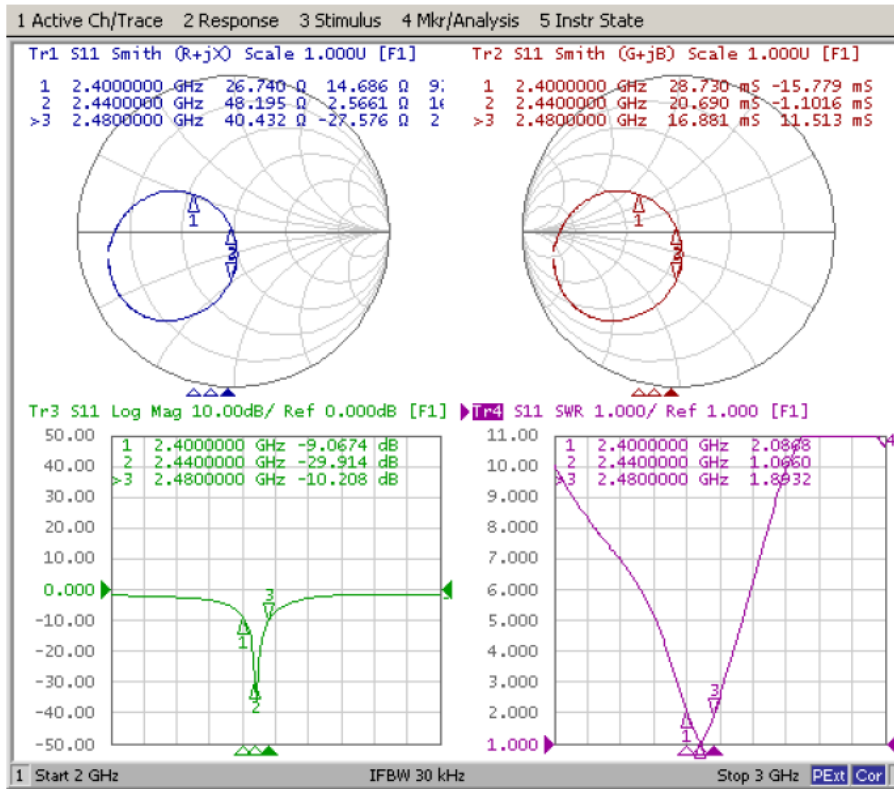 1 Active Ch/Trace 2 Response 3 Stimulus 4 Mkr/Analysis 5 Instr State
Tr1 S11 Smith (R+jX) Scale 1.000U [F1]
1 2.4000000 GHz 26.740 Ω 14.686 Ω
2 2.4400000 GHz 48.195 Ω 2.5661 Ω
>3 2.4800000 GHz 40.432 Ω -27.576 Ω 2
1
Tr2 S11 Smith (G+jB) Scale 1.000U [F1]
1 2.4000000 GHz 28.730 mS -15.779 mS
2 2.4400000 GHz 20.690 mS -1.1016 mS
>3 2.4800000 GHz 16.881 mS 11.513 mS
1
Tr3 S11 Log Mag 10.00dB/ Ref 0.000dB [F1]
50.00
40.00
30.00
20.00
10.00
0.000
-10.00
-20.00
-30.00
-40.00
-50.00
1 2.4000000 GHz -9.0674 dB
2 2.4400000 GHz -29.914 dB
>3 2.4800000 GHz -10.208 dB
3
1
2
Tr4 S11 SWR 1.000/ Ref 1.000 [F1]
11.00
10.00
9.000
8.000
7.000
6.000
5.000
4.000
3.000
2.000
1.000
1 2.4000000 GHz 2.0868
2 2.4400000 GHz 1.0660
>3 2.4800000 GHz 1.8932
3
1
1 Start 2 GHz IFBW 30 kHz Stop 3 GHz PExt Cor